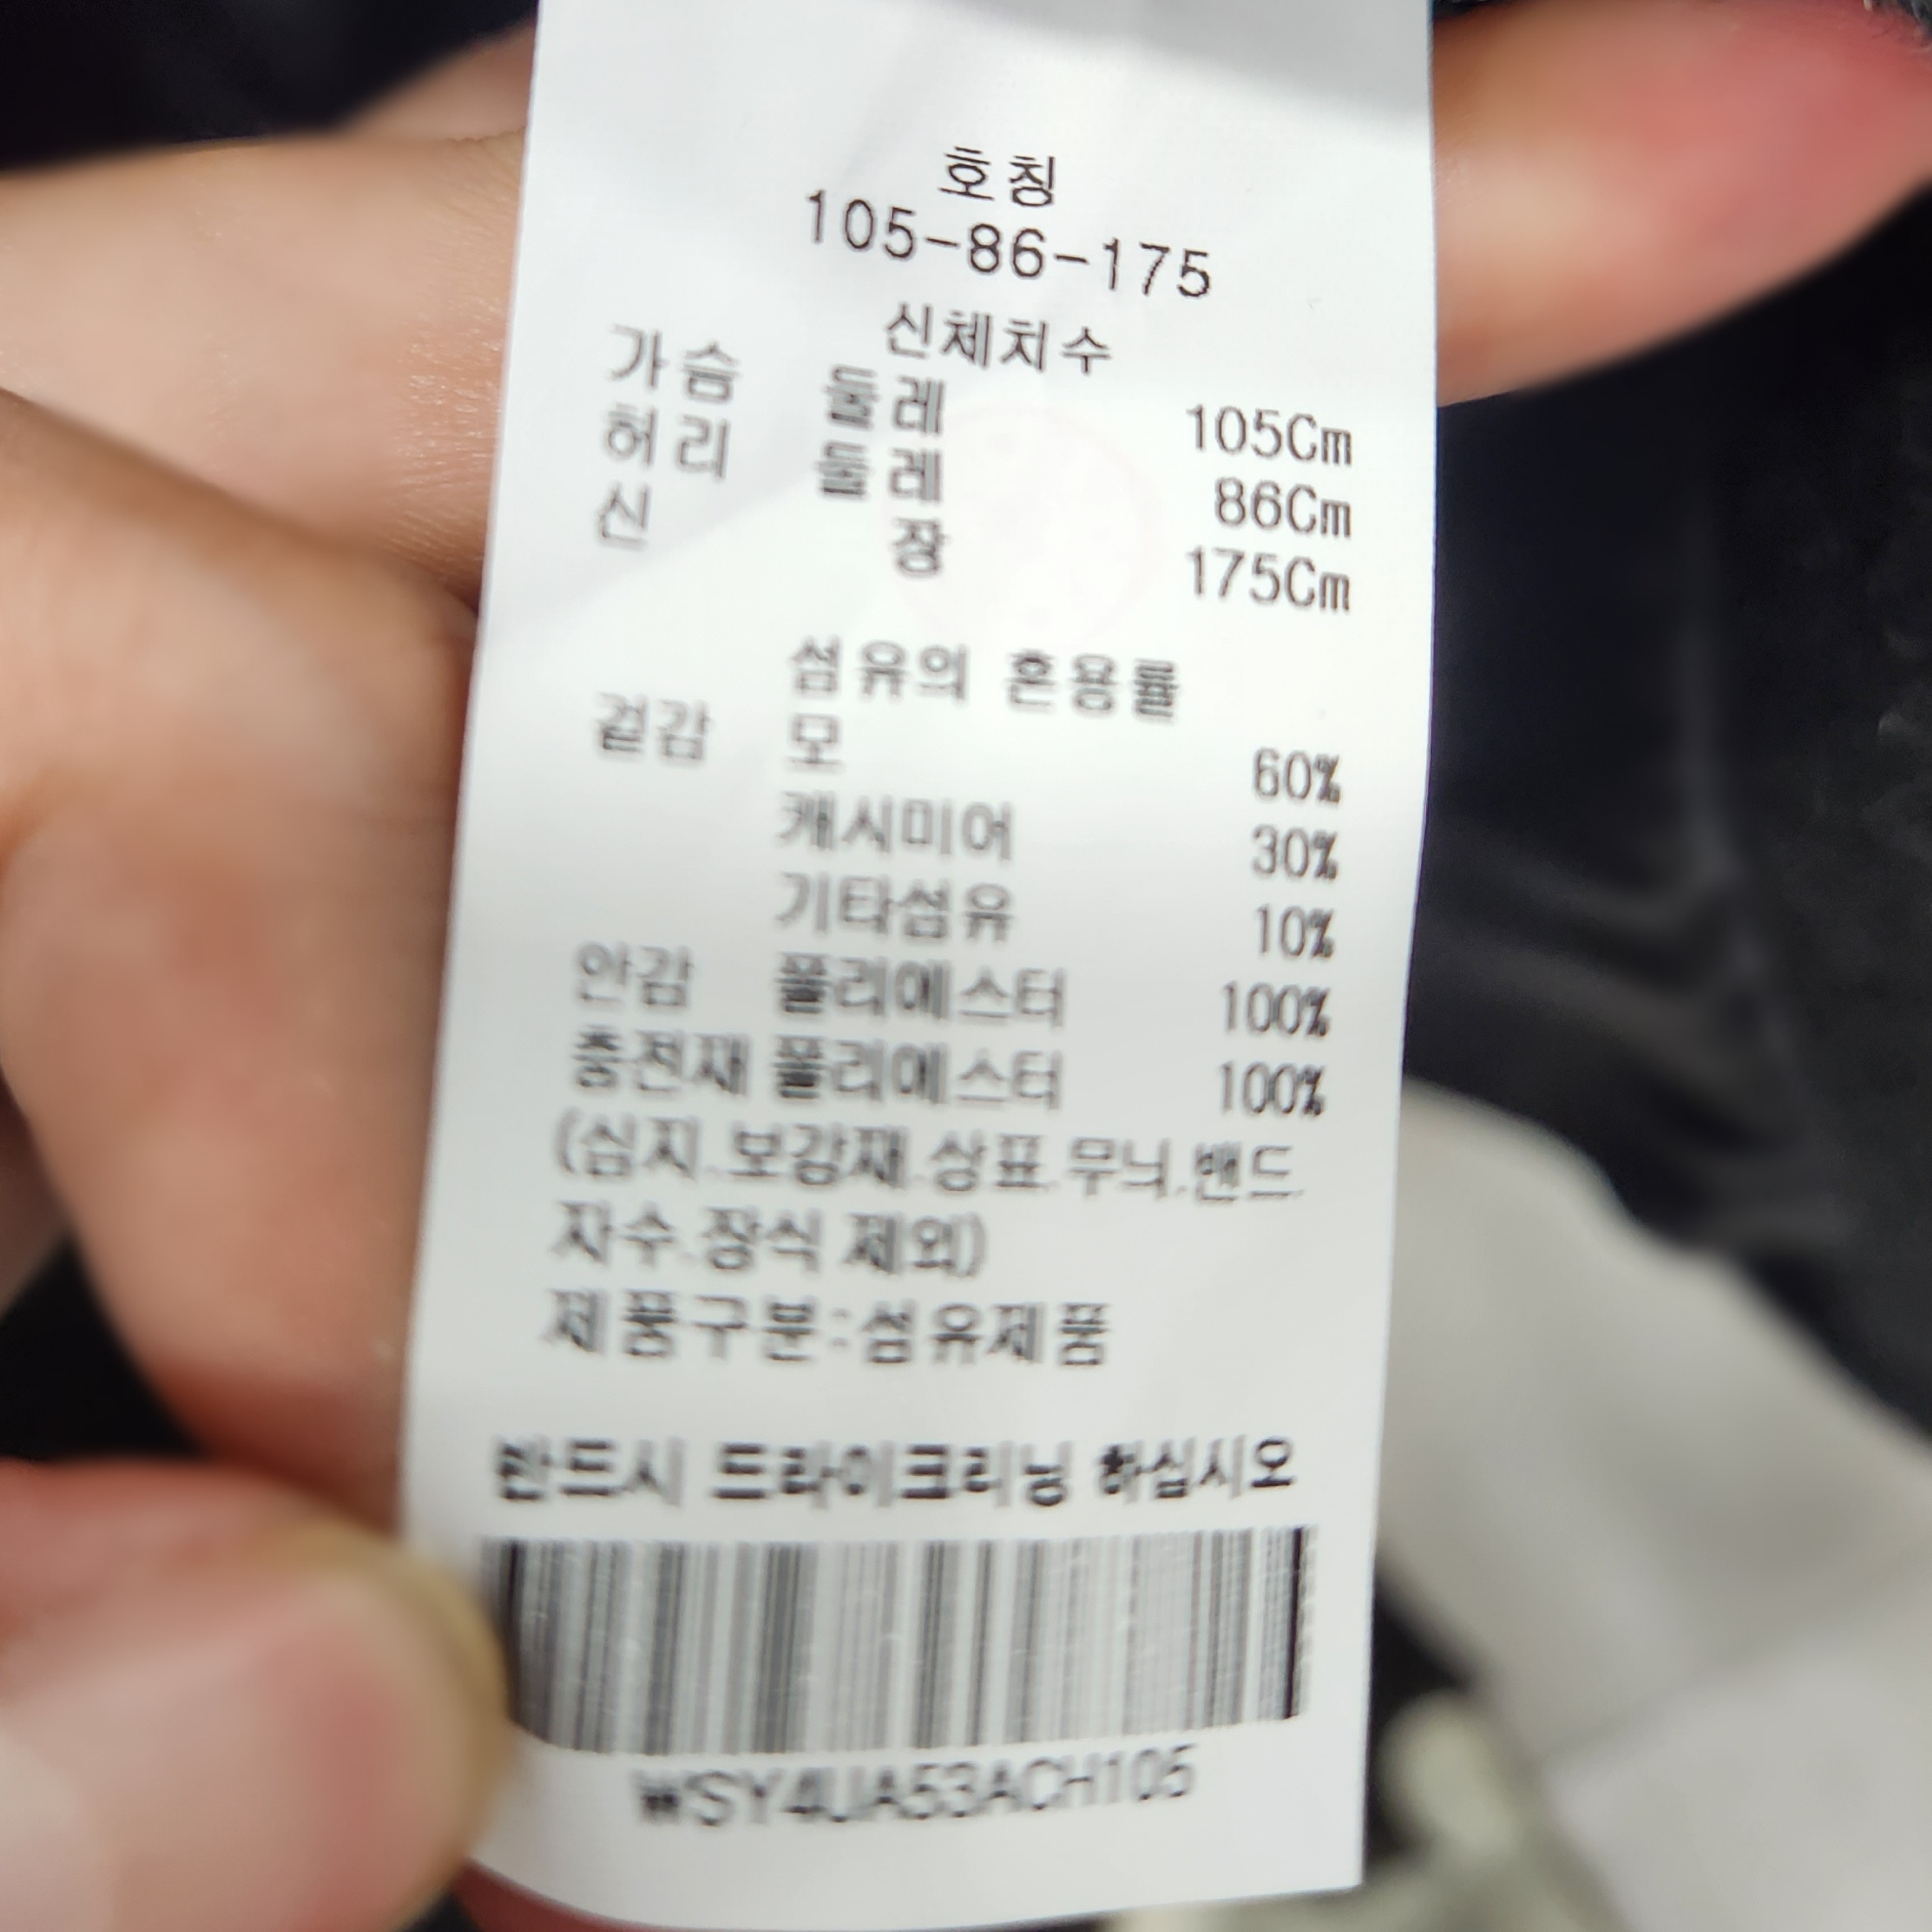 호칭
105-86-175
신체치수
가슴 둘레 105Cm
허리 둘레 86Cm
신 장 175Cm
섬유의 혼용률
겉감 모 60%
캐시미어 30%
기타섬유 10%
안감 폴리에스터 100%
충전재 폴리에스터 100%
(심지.보강재.상표.무늬.밴드.
자수.장식 제외)
제품구분:섬유제품
반드시 드라이크리닝 하십시오
WSY4UA53ACH105